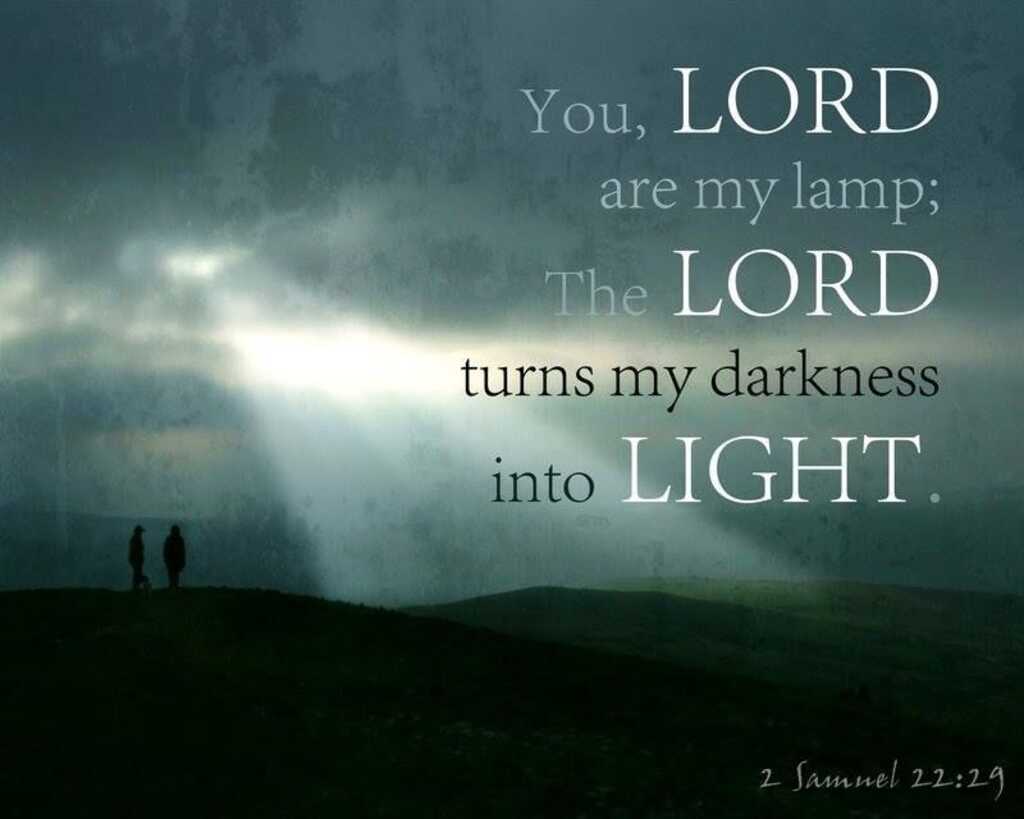 You, LORD
are my lamp;
The LORD
turns my darkness
into LIGHT.
2 Samuel 22:29